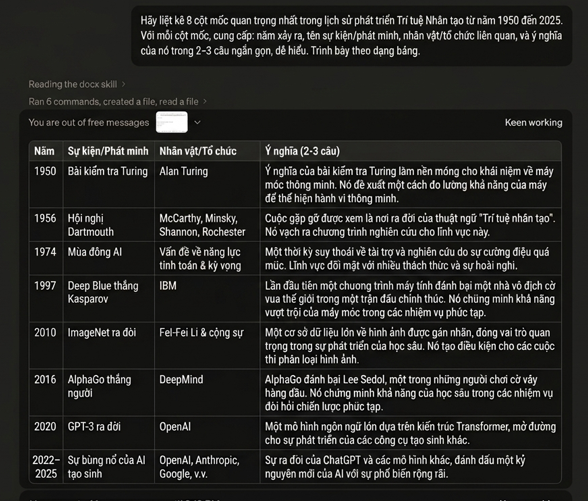 Hãy liệt kê 8 cột mốc quan trọng nhất trong lịch sử phát triển Trí tuệ Nhân tạo từ năm 1950 đến 2025.
Với mỗi cột mốc, cung cấp: năm xảy ra, tên sự kiện/phát minh, nhân vật/tổ chức liên quan, và ý nghĩa
của nó trong 2–3 câu ngắn gọn, dễ hiểu. Trình bày theo dạng bảng.
Reading the docx skill
Ran 6 commands, created a file, read a file
You are out of free messages
Keen working
Năm Sự kiện/Phát minh Nhân vật/Tổ chức Ý nghĩa (2-3 câu)
1950 Bài kiểm tra Turing Alan Turing Ý nghĩa của bài kiểm tra Turing làm nền móng cho khái niệm về máy
móc thông minh. Nó đề xuất một cách đo lường khả năng của máy
để thể hiện hành vi thông minh.
1956 Hội nghị McCarthy, Minsky, Cuộc gặp gỡ được xem là nơi ra đời của thuật ngữ "Trí tuệ nhân tạo".
Dartmouth Shannon, Rochester Nó vạch ra chương trình nghiên cứu cho lĩnh vực này.
1974 Mùa đông AI Vấn đề về năng lực Một thời kỳ suy thoái về tài trợ và nghiên cứu do sự cường điệu quá
tính toán & kỳ vọng mức. Lĩnh vực đối mặt với nhiều thách thức và sự hoài nghi.
1997 Deep Blue thắng IBM Lần đầu tiên một chương trình máy tính đánh bại một nhà vô địch cờ
Kasparov vua thế giới trong một trận đấu chính thức. Nó chứng minh khả năng
vượt trội của máy móc trong các nhiệm vụ phức tạp.
2010 ImageNet ra đời Fei-Fei Li & cộng sự Một cơ sở dữ liệu lớn về hình ảnh được gán nhãn, đóng vai trò quan
trọng trong sự phát triển của học sâu. Nó tạo điều kiện cho các cuộc
thi phân loại hình ảnh.
2016 AlphaGo thắng DeepMind AlphaGo đánh bại Lee Sedol, một trong những người chơi cờ vây
người hàng đầu. Nó chứng minh khả năng của học sâu trong các nhiệm vụ
đòi hỏi chiến lược phức tạp.
2020 GPT-3 ra đời OpenAI Một mô hình ngôn ngữ lớn dựa trên kiến trúc Transformer, mở đường
cho sự phát triển của các công cụ tạo sinh khác.
2022– Sự bùng nổ của AI OpenAI, Anthropic, Sự ra đời của ChatGPT và các mô hình khác, đánh dấu một kỷ
2025 tạo sinh Google, v.v. nguyên mới của AI với sự phổ biến rộng rãi.